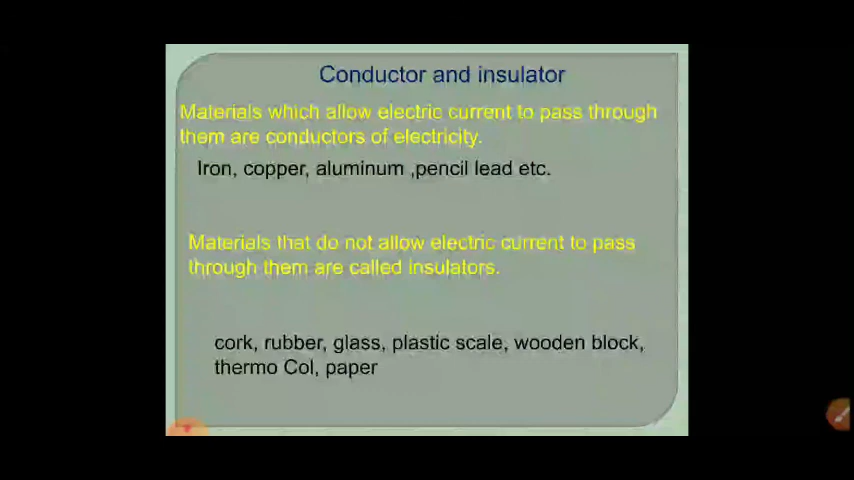 Conductor and insulator
Materials which allow electric current to pass through
them are conductors of electricity.
Iron, copper, aluminum ,pencil lead etc.
Materials that do not allow electric current to pass
through them are called insulators.
cork, rubber, glass, plastic scale, wooden block,
thermo Col, paper